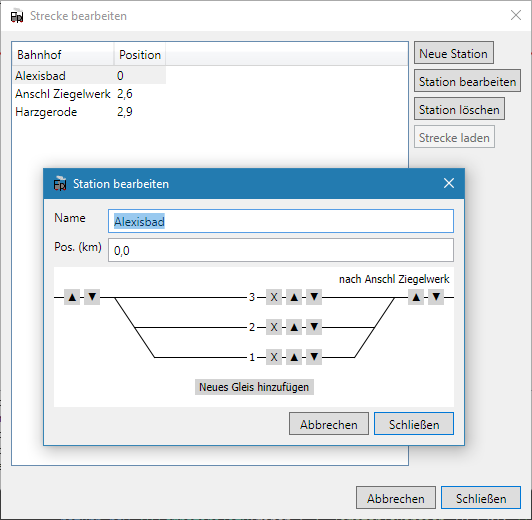 Strecke bearbeiten
Bahnhof Position
Alexisbad 0
Anschl Ziegelwerk 2,6
Harzgerode 2,9
Neue Station
Station bearbeiten
Station löschen
Strecke laden
Fpl Station bearbeiten
Name Alexisbad
Pos. (km) 0,0
nach Anschl Ziegelwerk
▲ ▼ 3 X ▲ ▼ ▲ ▼
2 X ▲ ▼
1 X ▲ ▼
Neues Gleis hinzufügen
Abbrechen Schließen
Abbrechen Schließen